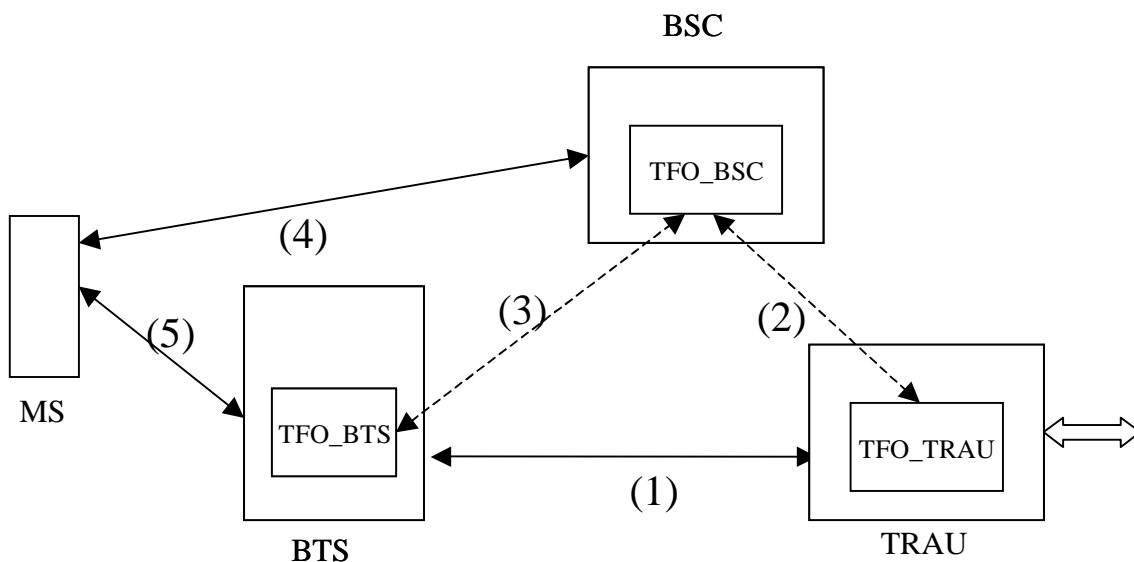 BSC
TFO_BSC
(4)
(3)
(2)
(5)
MS
TFO_BTS
TFO_TRAU
(1)
BTS
TRAU